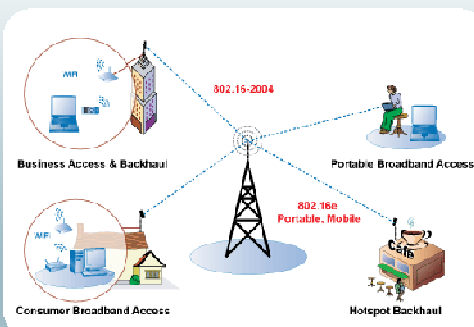 WiFi
802.16-2004
Business Access & Backhaul
Portable Broadband Access
802.16e
Portable, Mobile
WiFi
Cafe
Consumer Broadband Access
Hotspot Backhaul